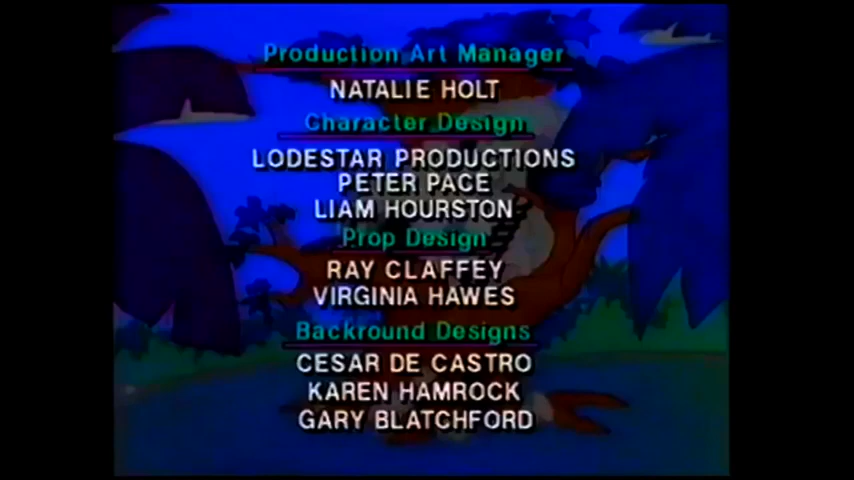 Production Art Manager
NATALIE HOLT
Character Design
LODESTAR PRODUCTIONS
PETER PACE
LIAM HOURSTON
Prop Design
RAY CLAFFEY
VIRGINIA HAWES
Backround Designs
CESAR DE CASTRO
KAREN HAMROCK
GARY BLATCHFORD